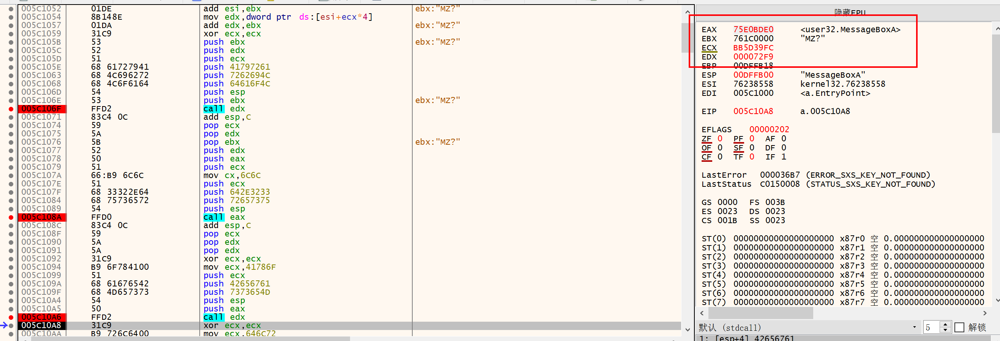 005C1052 01DE add esi,ebx ebx:"MZ?"
005C1054 8B148E mov edx,dword ptr ds:[esi+ecx*4]
005C1057 01DA add edx,ebx ebx:"MZ?"
005C1059 31C9 xor ecx,ecx
005C105B 53 push ebx ebx:"MZ?"
005C105C 52 push edx
005C105D 51 push ecx
005C105E 68 61727941 push 41797261
005C1063 68 4C696272 push 7262694C
005C1068 68 4C6F6164 push 64616F4C
005C106D 54 push esp
005C106E 53 push ebx ebx:"MZ?"
005C106F FFD2 call edx
005C1071 83C4 0C add esp,C
005C1074 59 pop ecx
005C1075 5A pop edx
005C1076 5B pop ebx ebx:"MZ?"
005C1077 52 push edx
005C1078 50 push eax
005C1079 51 push ecx
005C107A 66:B9 6C6C mov cx,6C6C
005C107E 51 push ecx
005C107F 68 33322E64 push 642E3233
005C1084 68 75736572 push 72657375
005C1089 54 push esp
005C108A FFD0 call eax
005C108C 83C4 0C add esp,C
005C108F 59 pop ecx
005C1090 5A pop edx
005C1091 5A pop edx
005C1092 31C9 xor ecx,ecx
005C1094 B9 6F784100 mov ecx,41786F
005C1099 51 push ecx
005C109A 68 61676542 push 42656761
005C109F 68 4D657373 push 7373654D
005C10A4 54 push esp
005C10A5 50 push eax
005C10A6 FFD2 call edx
005C10A8 31C9 xor ecx,ecx
005C10AA B9 726C6400 mov ecx,646C72
隐藏FPU
EAX 75E0BDE0 <user32.MessageBoxA>
EBX 761C0000 "MZ?"
ECX BB5D39FC
EDX 000072F9
EBP 00DFFB18
ESP 00DFFB00 "MessageBoxA"
ESI 76238558 kernel32.76238558
EDI 005C1000 <a.EntryPoint>
EIP 005C10A8 a.005C10A8
EFLAGS 00000202
ZF 0 PF 0 AF 0
OF 0 SF 0 DF 0
CF 0 TF 0 IF 1
LastError 000036B7 (ERROR_SXS_KEY_NOT_FOUND)
LastStatus C0150008 (STATUS_SXS_KEY_NOT_FOUND)
GS 0000 FS 003B
ES 0023 DS 0023
CS 001B SS 0023
ST(0) 00000000000000000000 x87r0 空 0.000000000000000000
ST(1) 00000000000000000000 x87r1 空 0.000000000000000000
ST(2) 00000000000000000000 x87r2 空 0.000000000000000000
ST(3) 00000000000000000000 x87r3 空 0.000000000000000000
ST(4) 00000000000000000000 x87r4 空 0.000000000000000000
ST(5) 00000000000000000000 x87r5 空 0.000000000000000000
ST(6) 00000000000000000000 x87r6 空 0.000000000000000000
ST(7) 00000000000000000000 x87r7 空 0.000000000000000000
默认 (stdcall) 5 解锁
1: [esp+4] 42656761